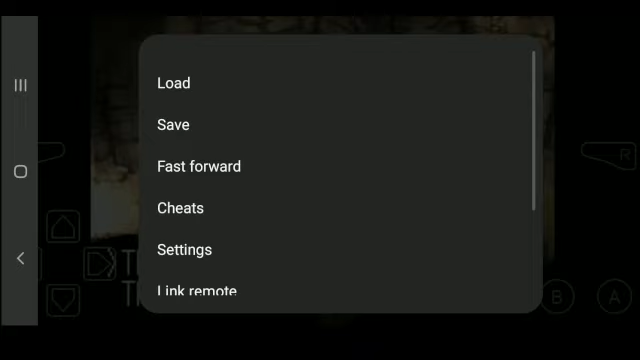 Load
Save
Fast forward
Cheats
Settings
Link remote
R
B
A